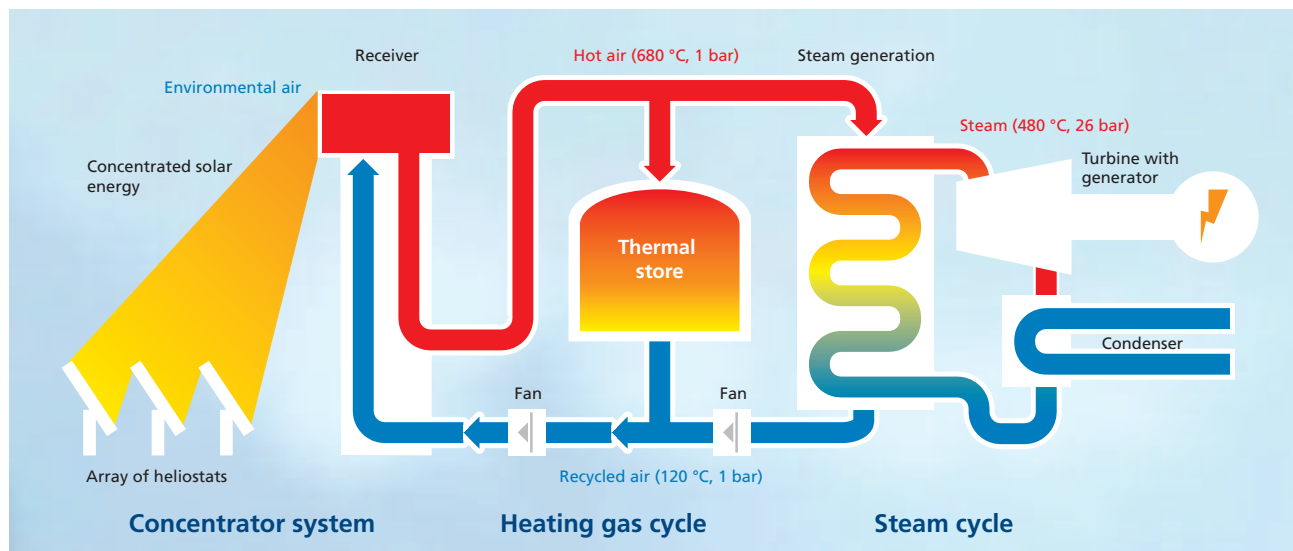 Receiver
Hot air (680 °C, 1 bar)
Steam generation
Environmental air
Steam (480 °C, 26 bar)
Concentrated solar
energy
Turbine with
generator
Thermal
store
Condenser
Fan
Fan
Array of heliostats
Recycled air (120 °C, 1 bar)
Concentrator system
Heating gas cycle
Steam cycle